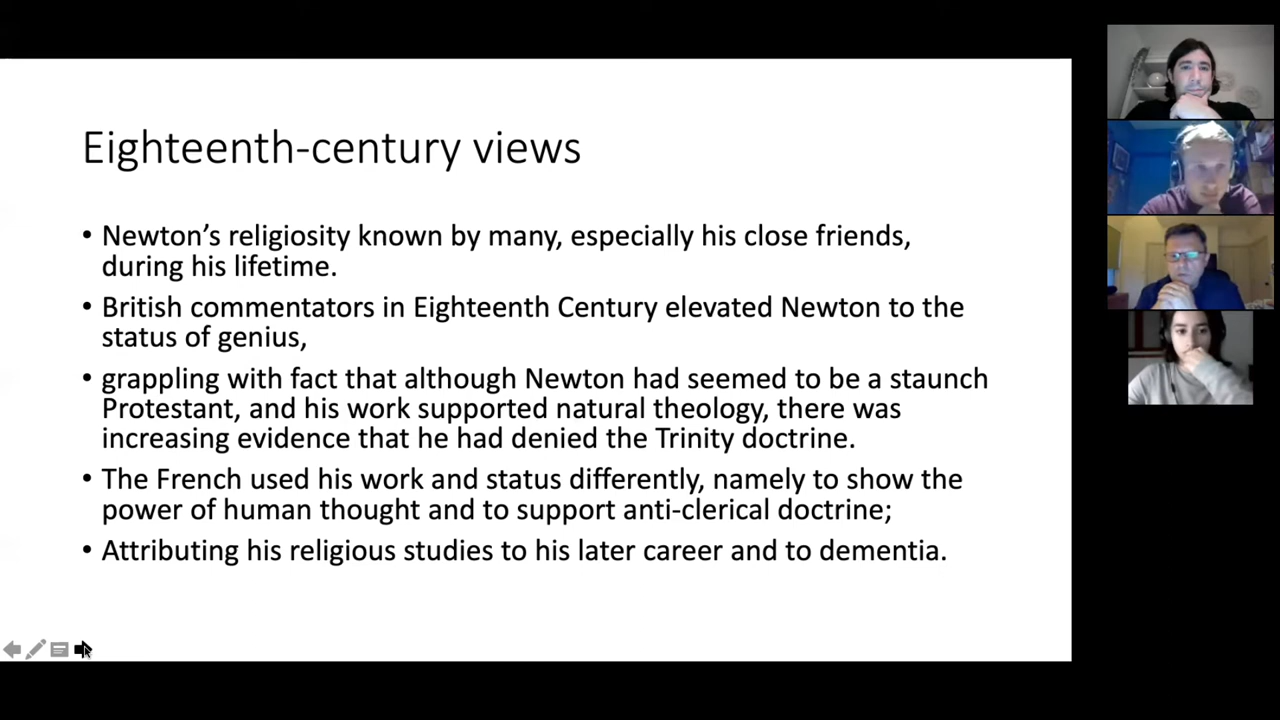 Eighteenth-century views
• Newton’s religiosity known by many, especially his close friends,
during his lifetime.
• British commentators in Eighteenth Century elevated Newton to the
status of genius,
• grappling with fact that although Newton had seemed to be a staunch
Protestant, and his work supported natural theology, there was
increasing evidence that he had denied the Trinity doctrine.
• The French used his work and status differently, namely to show the
power of human thought and to support anti-clerical doctrine;
• Attributing his religious studies to his later career and to dementia.